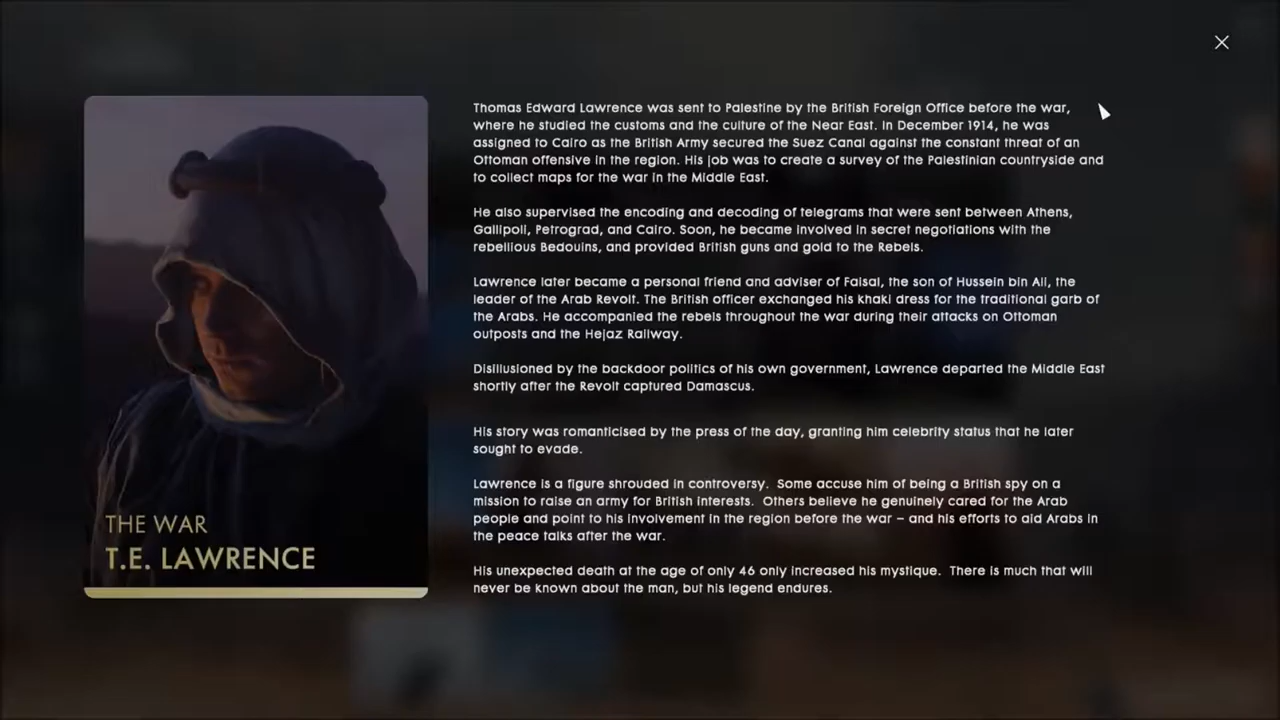 Thomas Edward Lawrence was sent to Palestine by the British Foreign Office before the war,
where he studied the customs and the culture of the Near East. In December 1914, he was
assigned to Cairo as the British Army secured the Suez Canal against the constant threat of an
Ottoman offensive in the region. His job was to create a survey of the Palestinian countryside and
to collect maps for the war in the Middle East.
He also supervised the encoding and decoding of telegrams that were sent between Athens,
Gallipoli, Petrograd, and Cairo. Soon, he became involved in secret negotiations with the
rebellious Bedouins, and provided British guns and gold to the Rebels.
Lawrence later became a personal friend and adviser of Faisal, the son of Hussein bin Ali, the
leader of the Arab Revolt. The British officer exchanged his khaki dress for the traditional garb of
the Arabs. He accompanied the rebels throughout the war during their attacks on Ottoman
outposts and the Hejaz Railway.
Disillusioned by the backdoor politics of his own government, Lawrence departed the Middle East
shortly after the Revolt captured Damascus.
His story was romanticised by the press of the day, granting him celebrity status that he later
sought to evade.
Lawrence is a figure shrouded in controversy.  Some accuse him of being a British spy on a
mission to raise an army for British interests.  Others believe he genuinely cared for the Arab
people and point to his involvement in the region before the war – and his efforts to aid Arabs in
the peace talks after the war.
His unexpected death at the age of only 46 only increased his mystique.  There is much that will
never be known about the man, but his legend endures.
THE WAR
T.E. LAWRENCE